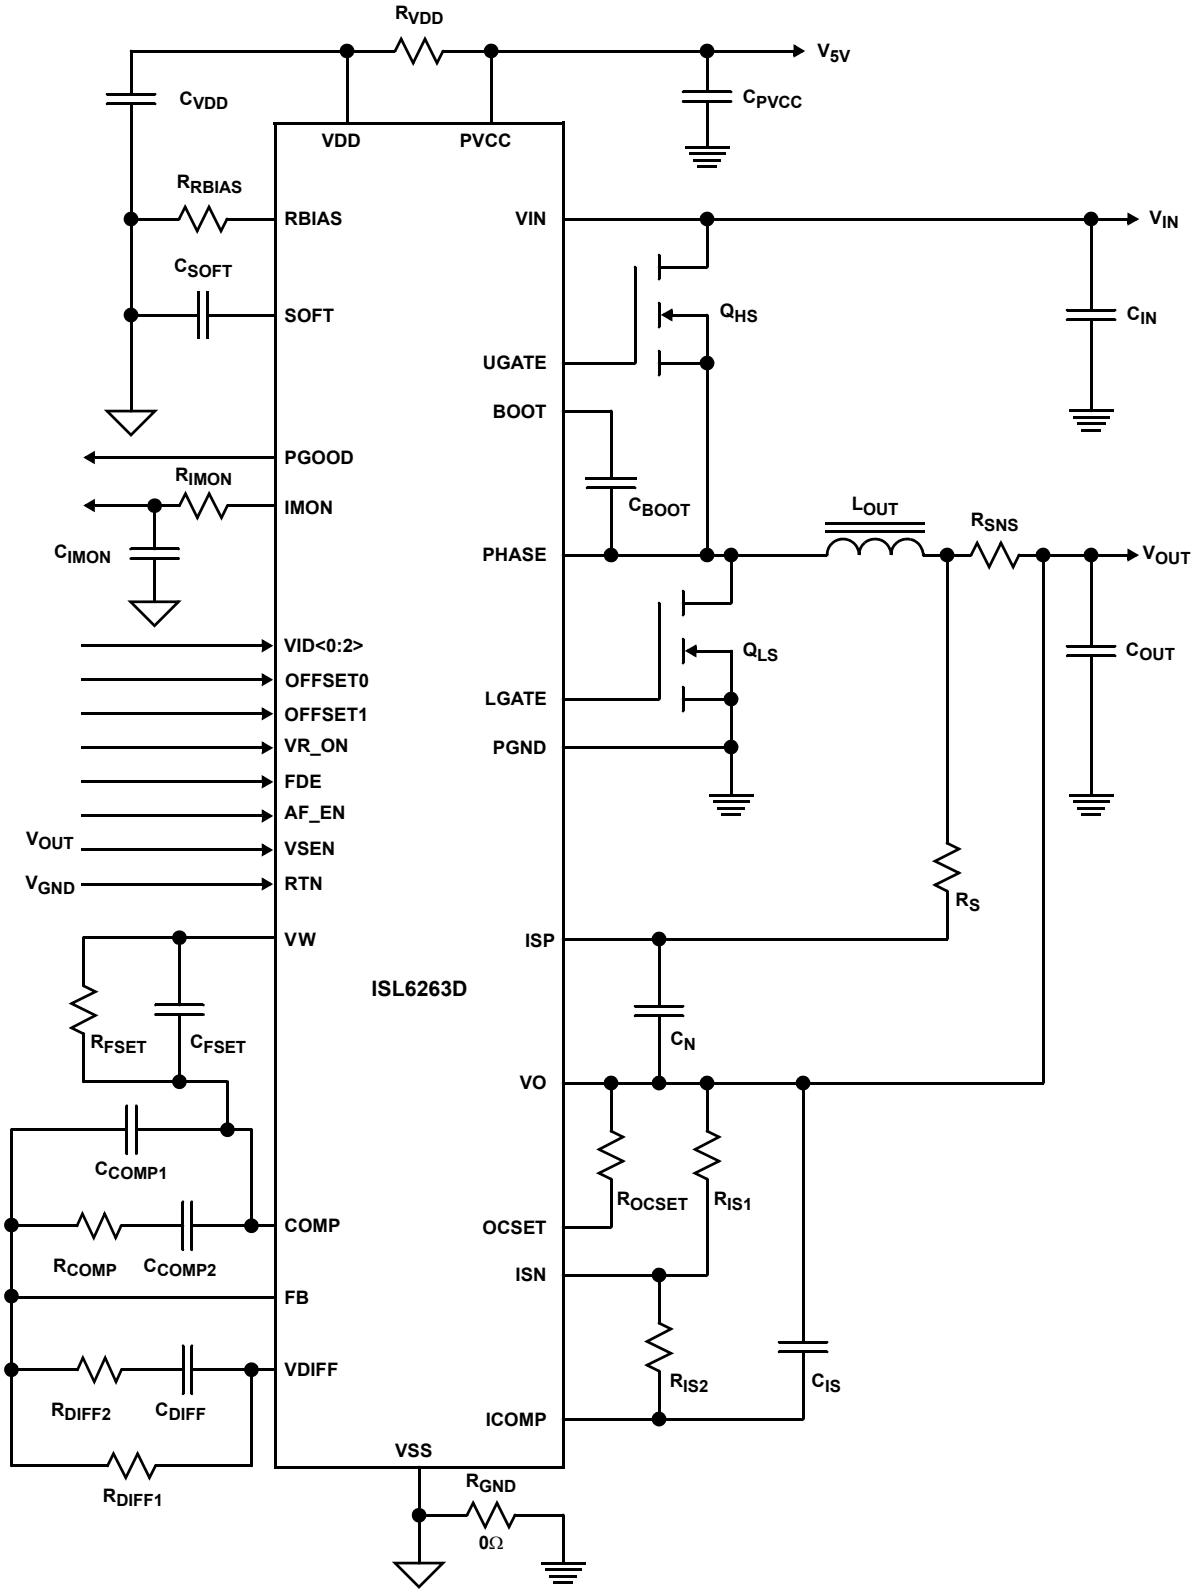 RVDD
V5V
CVDD
CPVCC
VDD
PVCC
RRBIAS
RBIAS
VIN
VIN
CSOFT
SOFT
QHS
CIN
UGATE
BOOT
PGOOD
RIMON
IMON
CBOOT
LOUT
RSNS
CIMON
PHASE
VOUT
VID<0:2>
QLS
COUT
OFFSET0
LGATE
OFFSET1
VR_ON
PGND
FDE
AF_EN
VOUT
VSEN
VGND
RTN
RS
VW
ISP
ISL6263D
RFSET
CFSET
CN
VO
CCOMP1
ROCSET
RIS1
COMP
OCSET
RCOMP
CCOMP2
ISN
FB
VDIFF
RIS2
CIS
RDIFF2
CDIFF
ICOMP
VSS
RGND
RDIFF1
0Ω